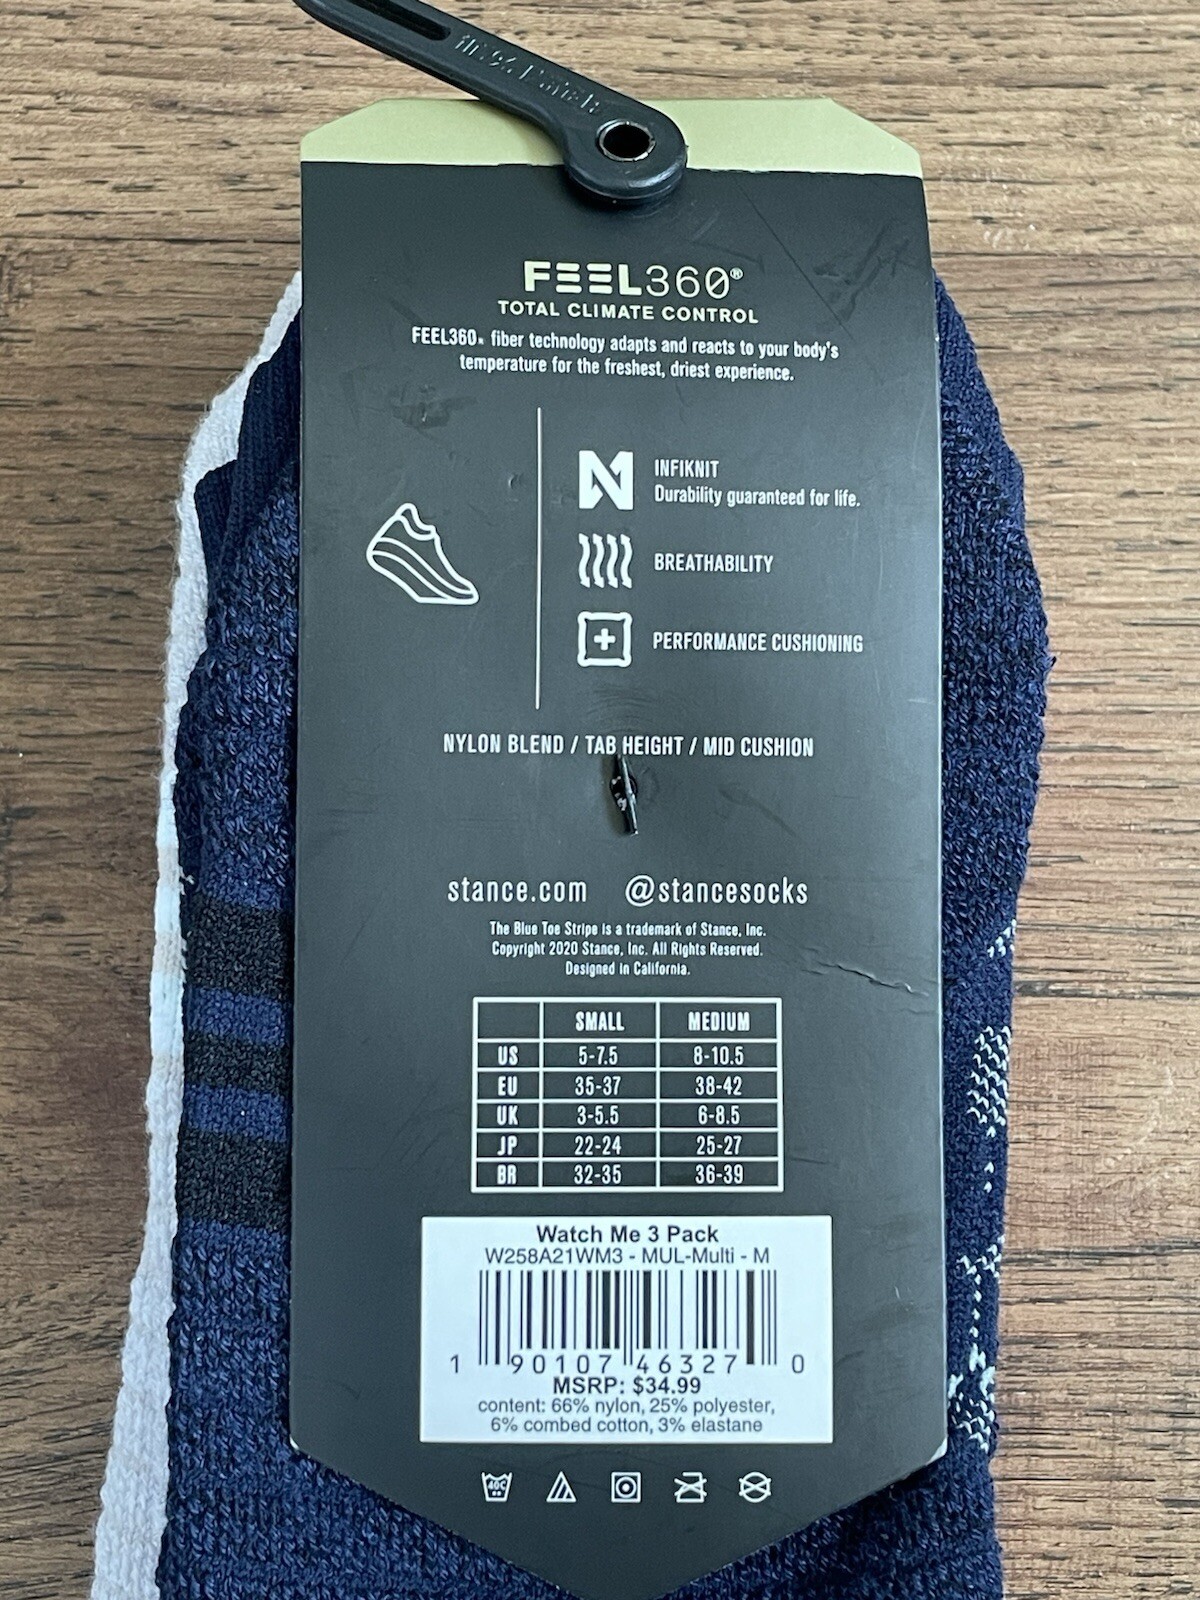 FEEL360®
TOTAL CLIMATE CONTROL
FEEL360® fiber technology adapts and reacts to your body's
temperature for the freshest, driest experience.
INFIKNIT
Durability guaranteed for life.
BREATHABILITY
PERFORMANCE CUSHIONING
NYLON BLEND / TAB HEIGHT / MID CUSHION
stance.com @stancesocks
The Blue Toe Stripe is a trademark of Stance, Inc.
Copyright 2020 Stance, Inc. All Rights Reserved.
Designed in California.
SMALL MEDIUM
US 5-7.5 8-10.5
EU 35-37 38-42
UK 3-5.5 6-8.5
JP 22-24 25-27
BR 32-35 36-39
Watch Me 3 Pack
W258A21WM3 - MUL-Multi - M
1 90107 46327 0
MSRP: $34.99
content: 66% nylon, 25% polyester,
6% combed cotton, 3% elastane
40C